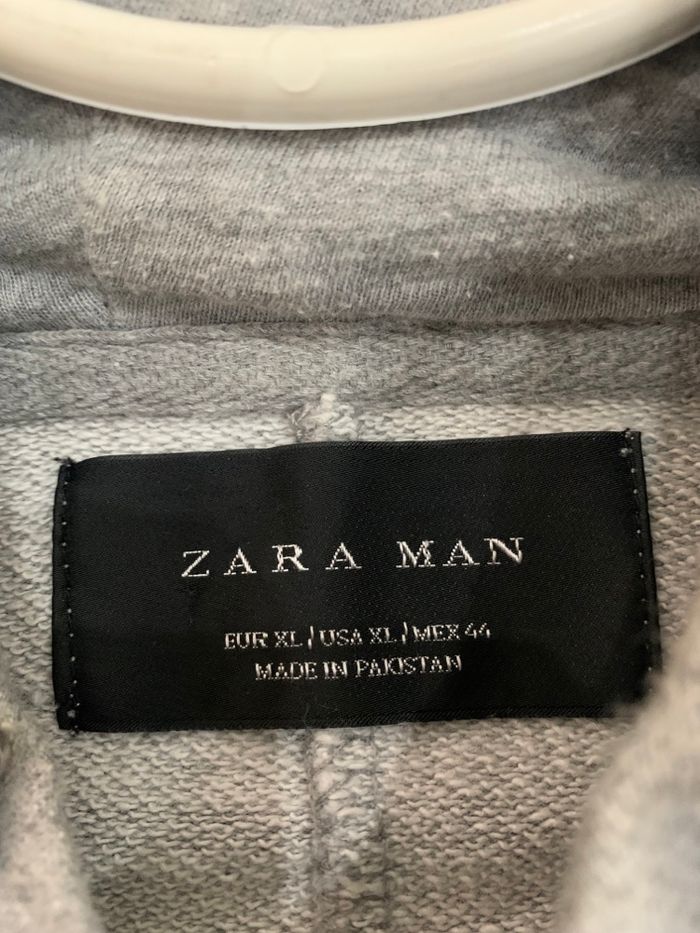 ZARA MAN
EUR XL / USA XL / MEX 44
MADE IN PAKISTAN